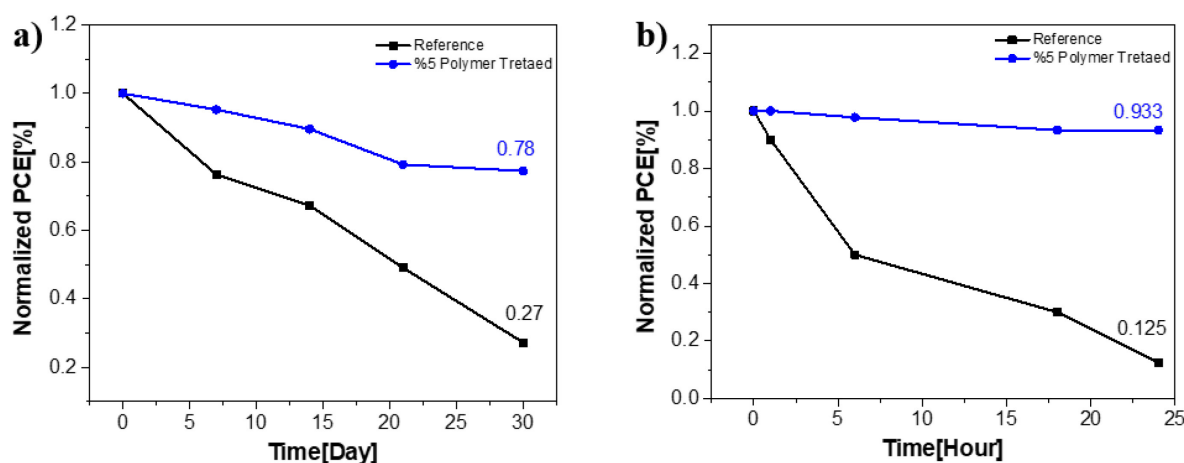 a)
Normalized PCE[%]
1.2
1.0
0.8
0.6
0.4
0.2
Reference
%5 Polymer Tretaed
0.78
0.27
0 5 10 15 20 25 30
Time[Day]
b)
Normalized PCE[%]
1.2
1.0
0.8
0.6
0.4
0.2
0.0
Reference
%5 Polymer Tretaed
0.933
0.125
0 5 10 15 20 25
Time[Hour]